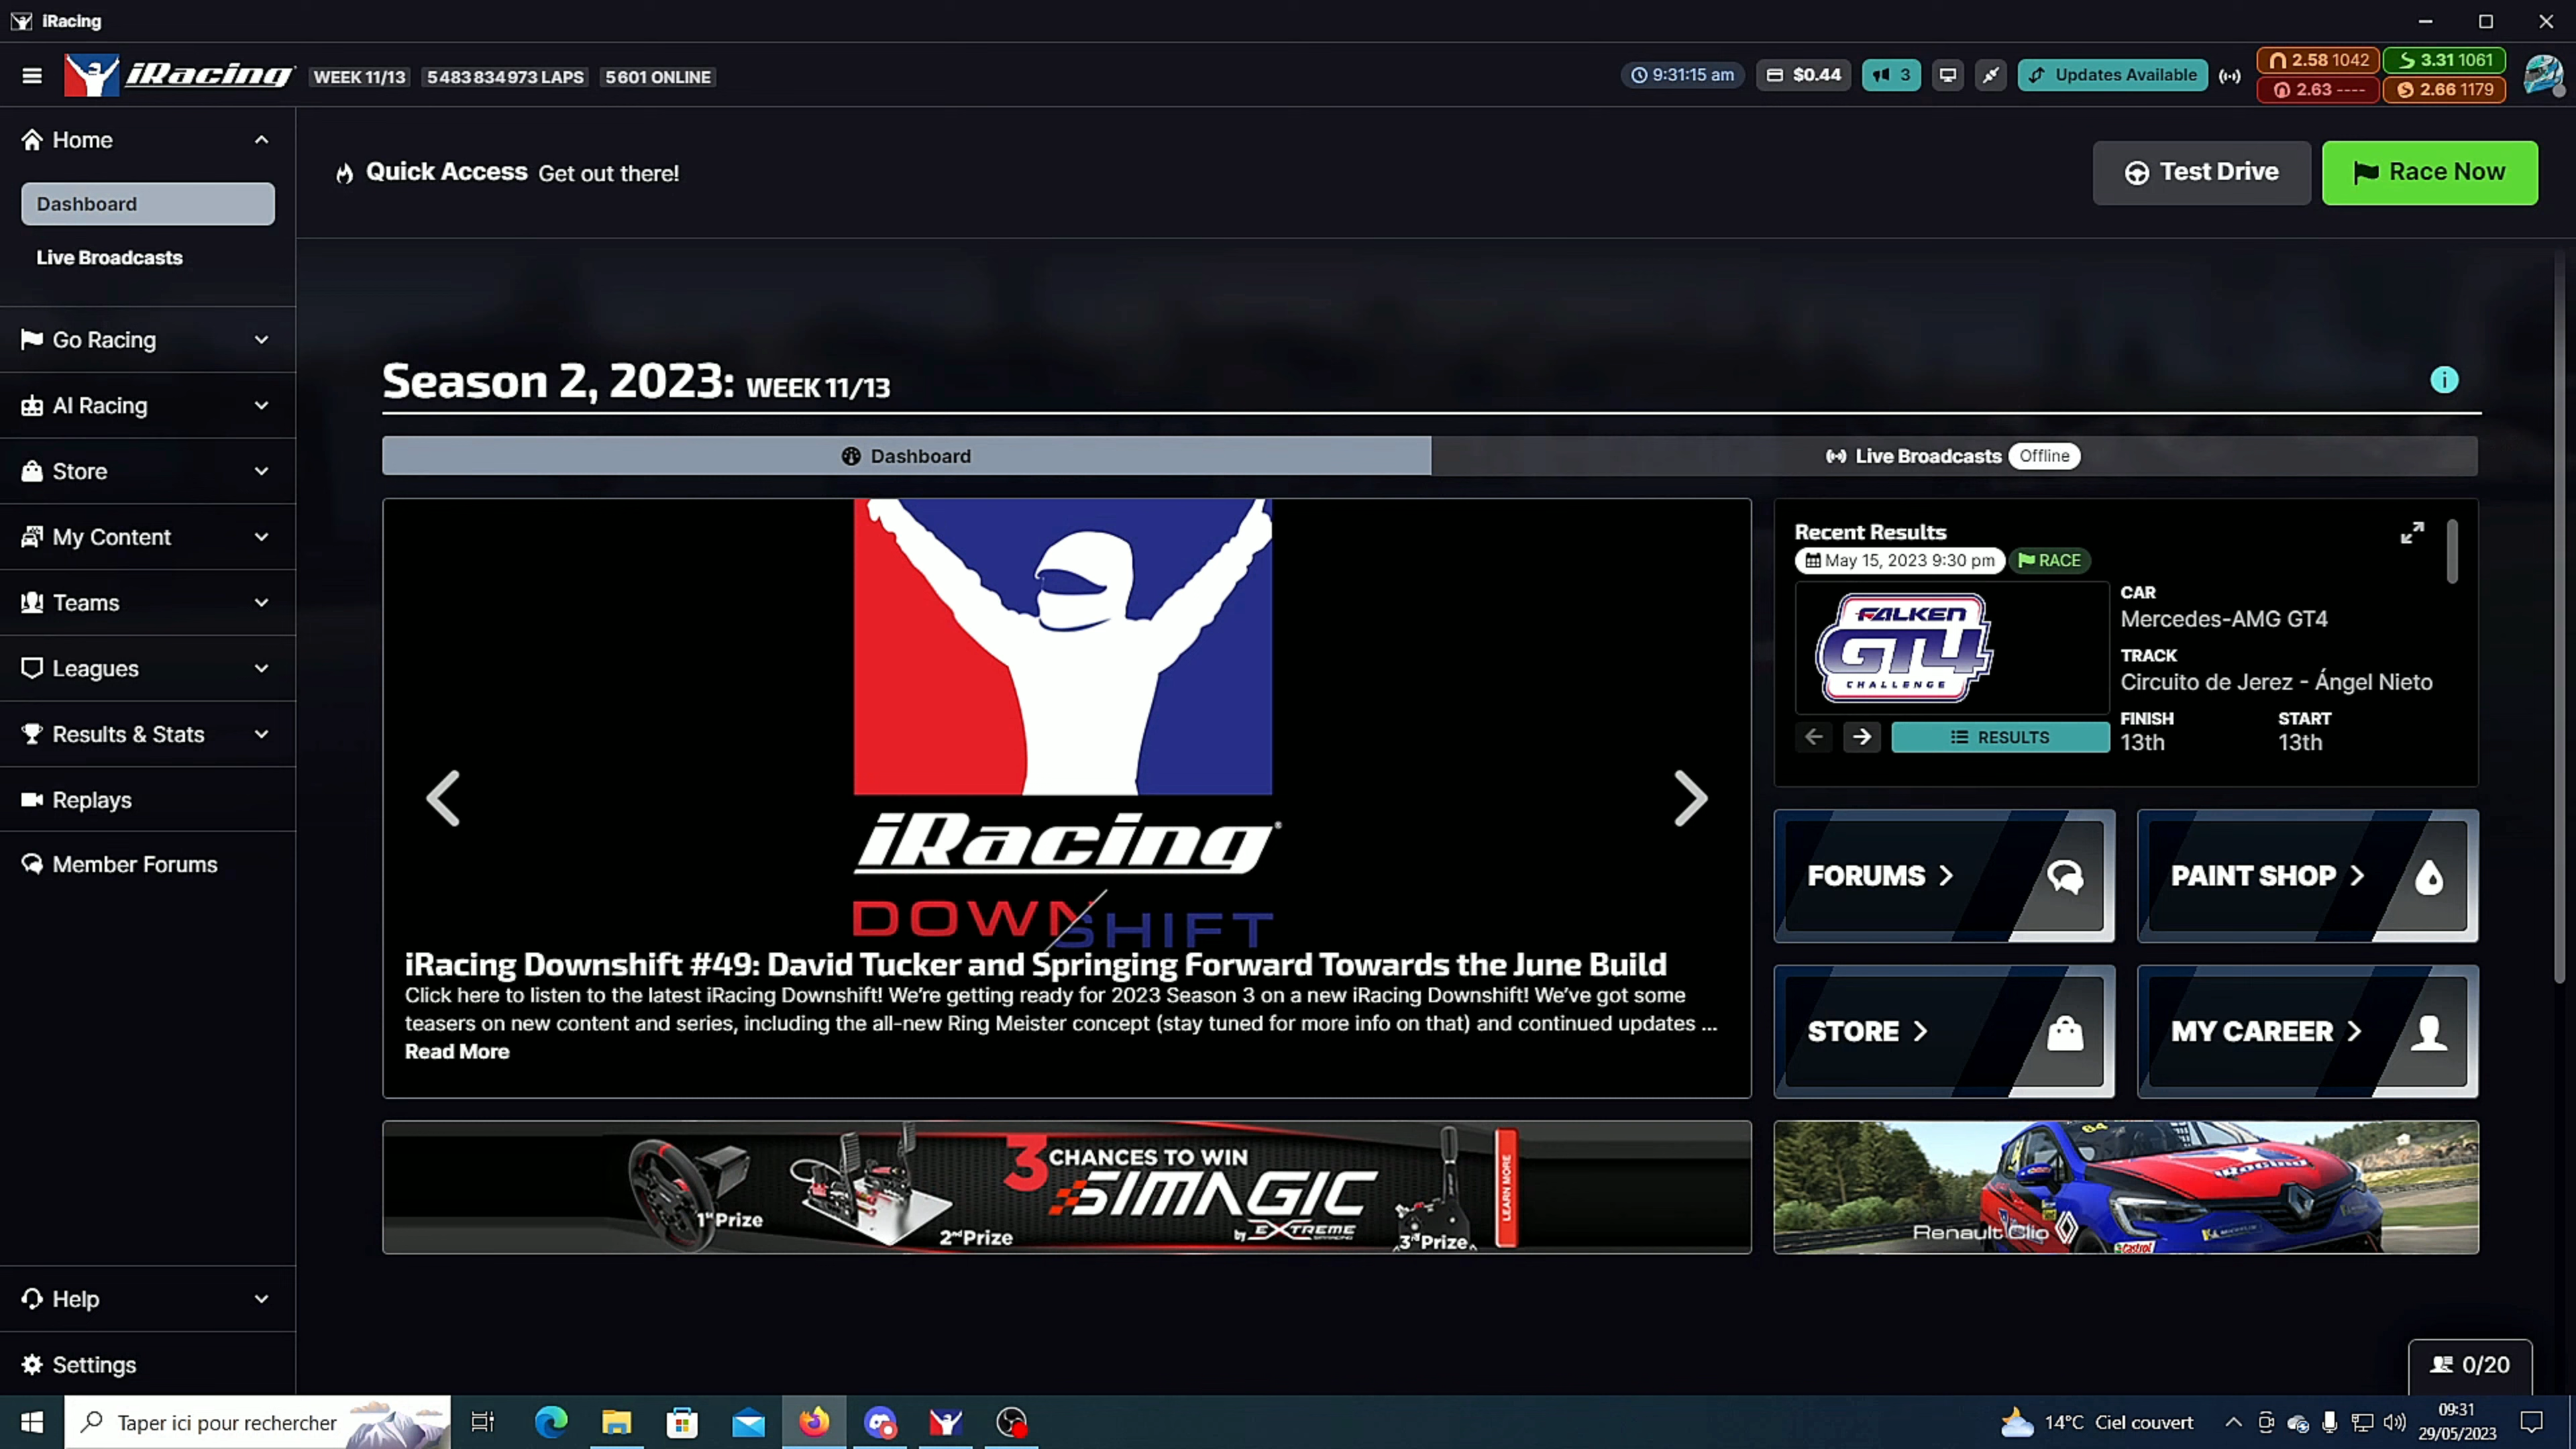 iRacing
iRacing
WEEK 11/13
5 483 834 973 LAPS
5 601 ONLINE
9:31:15 am
$0.44
3
Updates Available
2.58 1042
3.31 1061
2.63 ----
2.66 1179
Home
Dashboard
Live Broadcasts
Go Racing
AI Racing
Store
My Content
Teams
Leagues
Results & Stats
Replays
Member Forums
Help
Settings
Quick Access Get out there!
Test Drive
Race Now
Season 2, 2023: WEEK 11/13
Dashboard
Live Broadcasts Offline
iRacing
DOWNSHIFT
iRacing Downshift #49: David Tucker and Springing Forward Towards the June Build
Click here to listen to the latest iRacing Downshift! We're getting ready for 2023 Season 3 on a new iRacing Downshift! We've got some
teasers on new content and series, including the all-new Ring Meister concept (stay tuned for more info on that) and continued updates ...
Read More
Recent Results
May 15, 2023 9:30 pm
RACE
FALKEN
GT4
CHALLENGE
CAR
Mercedes-AMG GT4
TRACK
Circuito de Jerez - Ángel Nieto
FINISH
START
13th
13th
RESULTS
FORUMS
PAINT SHOP
STORE
MY CAREER
3 CHANCES TO WIN
SIMAGIC
by EXTREME
1st Prize
2nd Prize
3rd Prize
LEARN MORE
64
iRacing
Renault Clio
Castrol
0/20
Taper ici pour rechercher
14°C Ciel couvert
09:31
29/05/2023